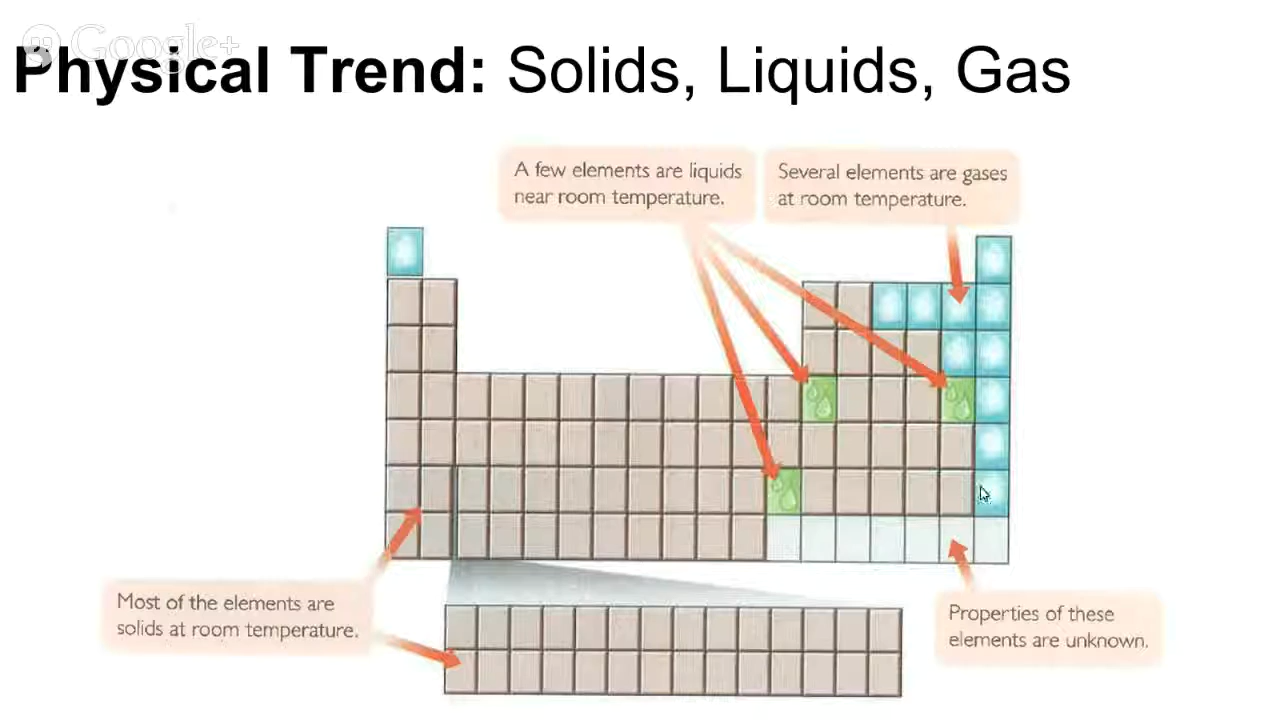 Google+
Physical Trend: Solids, Liquids, Gas
A few elements are liquids
near room temperature.
Several elements are gases
at room temperature.
Most of the elements are
solids at room temperature.
Properties of these
elements are unknown.